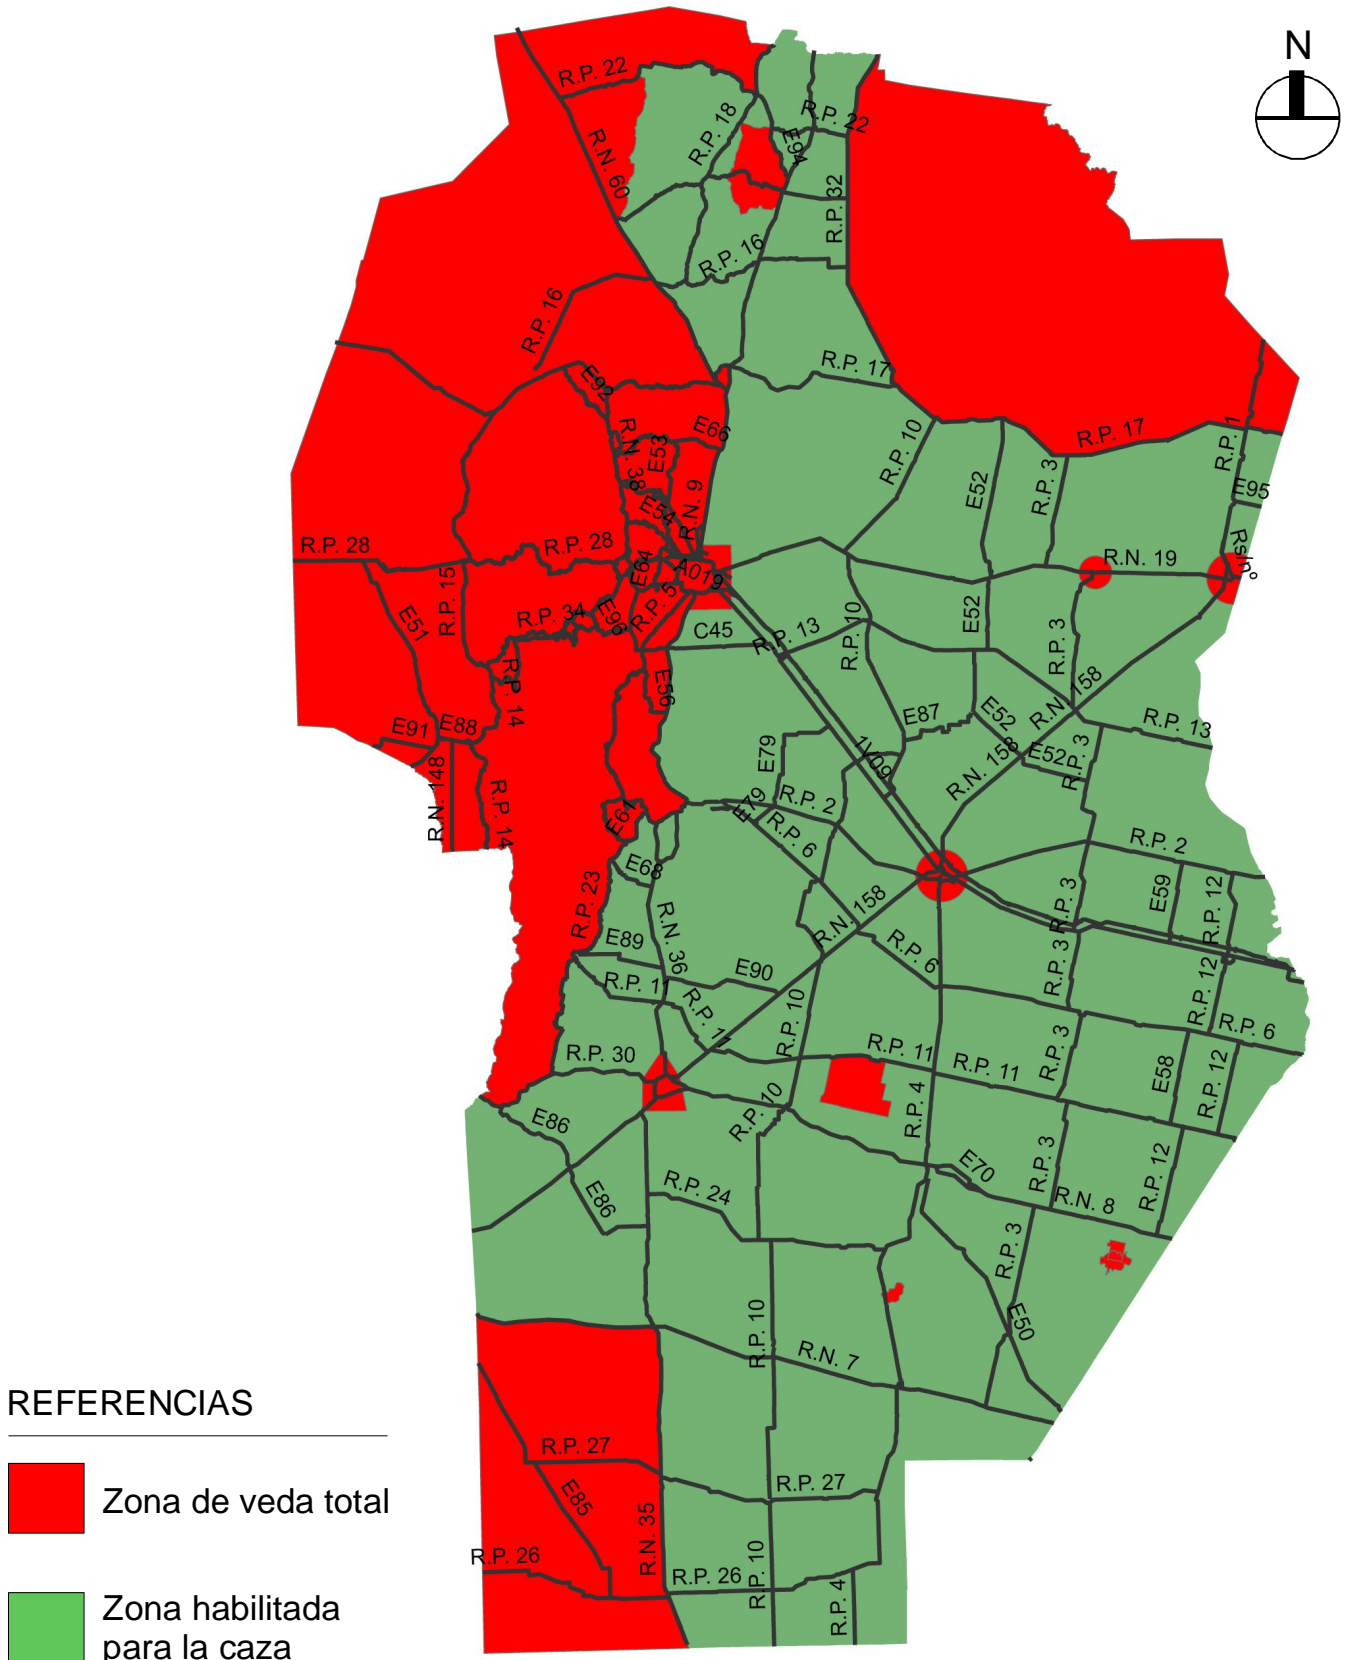 N
R.P. 22
R.P. 18
R.P. 22
E94
R.N. 60
R.P. 32
R.P. 16
R.P. 16
R.P. 17
E92
R.P. 10
R.P. 17
R.P. 1
E66
R.N. 38
E53
E52
R.P. 3
E95
R.N. 9
E54
R.P. 28
R.P. 28
R.N. 19
Rslnº
E64
A019
R.P. 15
R.P. 5
E51
R.P. 34
E96
C45
R.P. 13
R.P. 10
E52
R.P. 3
R.P. 14
E56
R.N. 158
E52
R.P. 13
E87
E91
E88
E79
1V09
R.N. 158
E52
R.P. 3
R.N. 148
R.P. 14
E61
E79
R.P. 2
R.P. 6
R.P. 2
E68
R.P. 23
R.N. 158
R.P. 3
E59
R.P. 12
R.N. 36
E89
R.P. 6
R.P. 3
E90
R.P. 12
R.P. 11
R.P. 11
R.P. 10
R.P. 6
R.P. 30
R.P. 11
R.P. 11
R.P. 3
E58
R.P. 12
R.P. 10
R.P. 4
E86
E70
R.P. 3
R.P. 12
R.P. 24
E86
R.N. 8
R.P. 3
R.P. 10
E50
R.N. 7
REFERENCIAS
R.P. 27
R.P. 27
Zona de veda total
E85
R.N. 35
R.P. 26
R.P. 26
R.P. 10
R.P. 4
Zona habilitada
para la caza